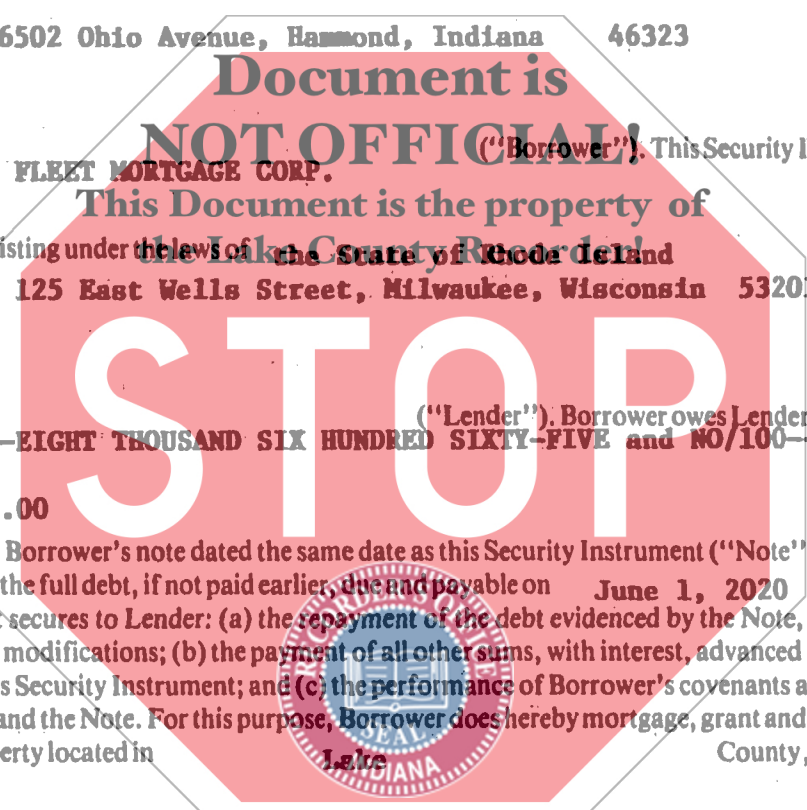 6502 Ohio Avenue, Hammond, Indiana 46323
Document is
NOT OFFICIAL!
("Borrower"). This Security I
FLEET MORTGAGE CORP.
This Document is the property of
isting under the laws of the State of Rhode Island
the Lake County Recorder!
125 East Wells Street, Milwaukee, Wisconsin 5320
STOP
("Lender"). Borrower owes Lender
-EIGHT THOUSAND SIX HUNDRED SIXTY-FIVE and NO/100-
.00
Borrower's note dated the same date as this Security Instrument ("Note"
the full debt, if not paid earlier, due and payable on June 1, 2020
secures to Lender: (a) the repayment of the debt evidenced by the Note,
modifications; (b) the payment of all other sums, with interest, advanced
s Security Instrument; and (c) the performance of Borrower's covenants a
and the Note. For this purpose, Borrower does hereby mortgage, grant and
erty located in Lake County,
RECORDER
SEAL
INDIANA